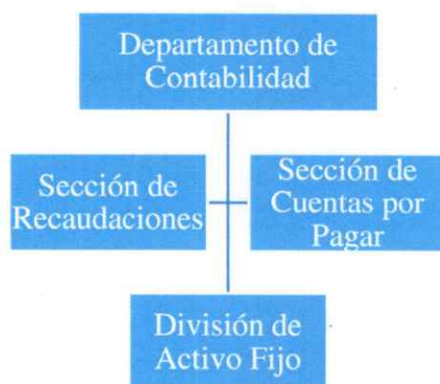 Departamento de
Contabilidad
Sección de
Recaudaciones
Sección de
Cuentas por
Pagar
División de
Activo Fijo